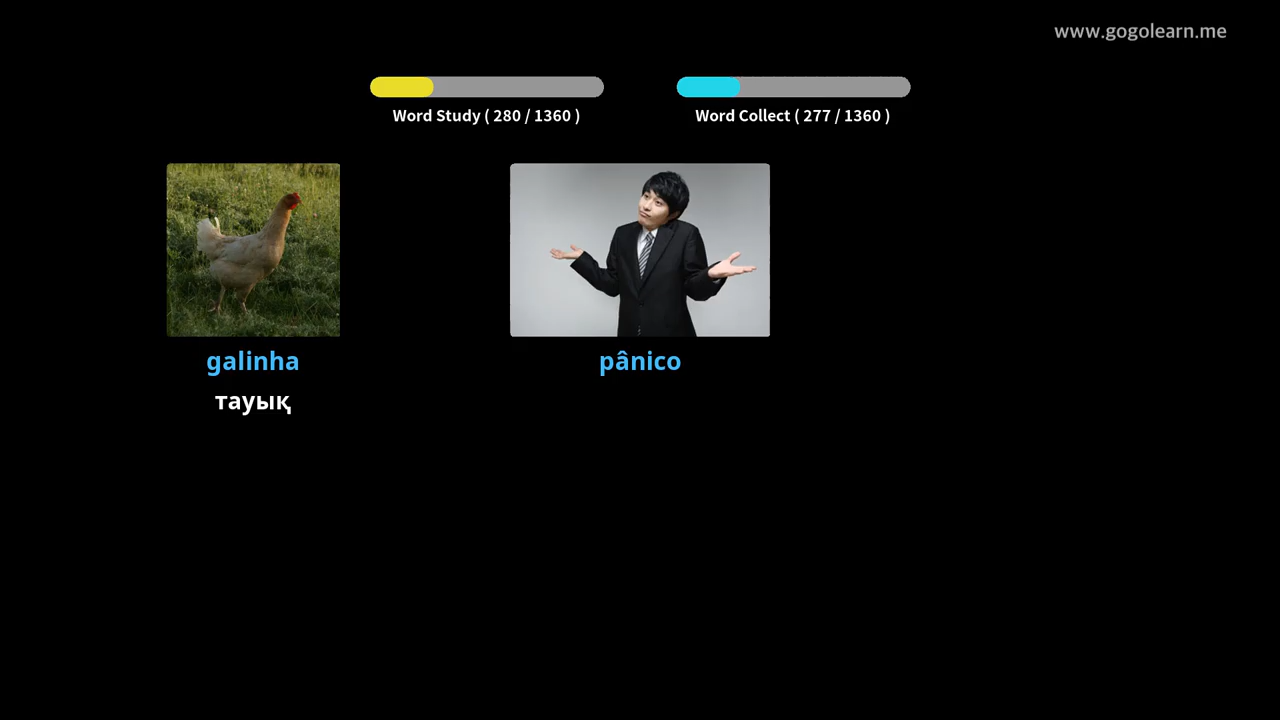 www.gogolearn.me
Word Study ( 280 / 1360 )
Word Collect ( 277 / 1360 )
galinha
тауық
pânico